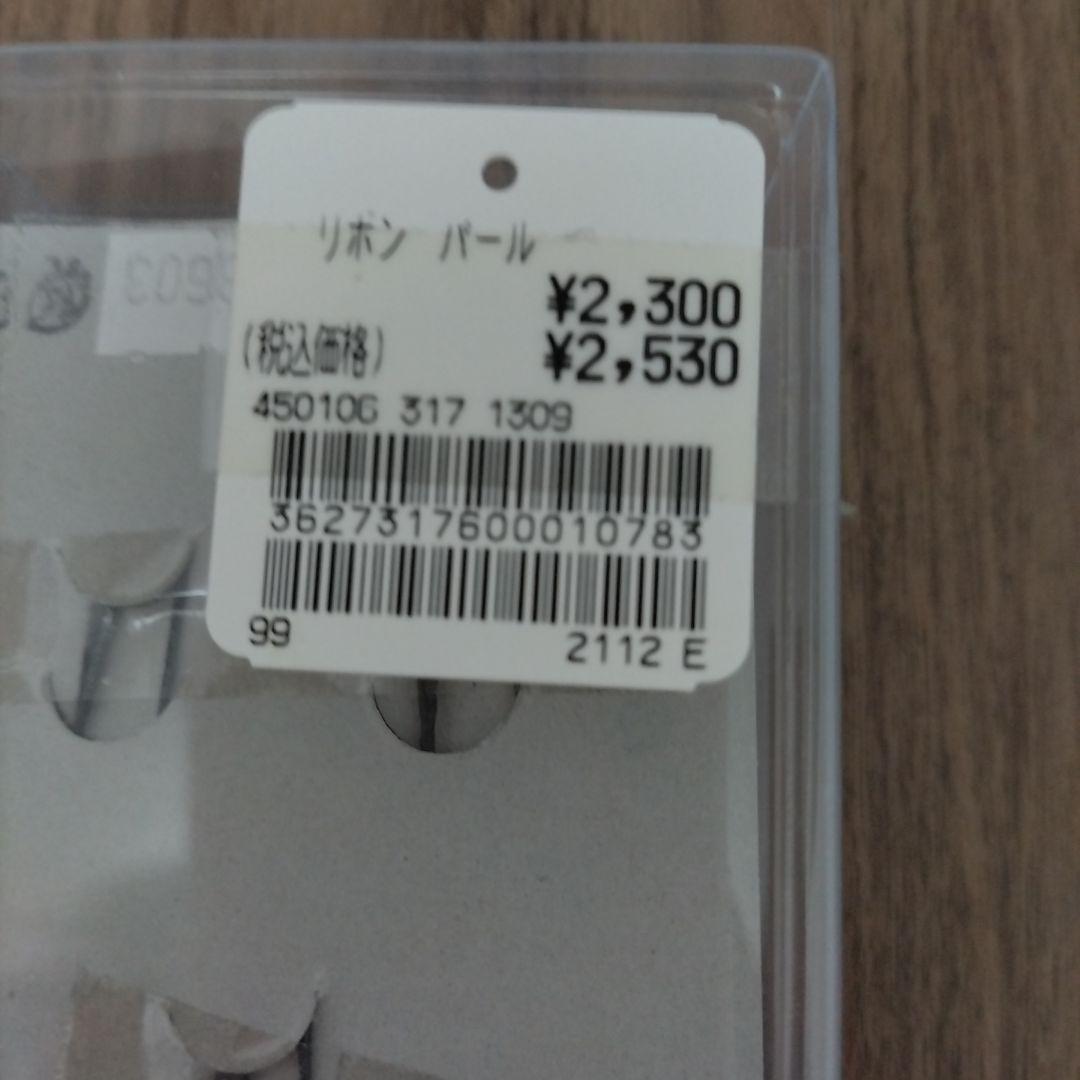 リボン パール
¥2,300
(税込価格) ¥2,530
450106 317 1309
3627317600010783
99 2112 E